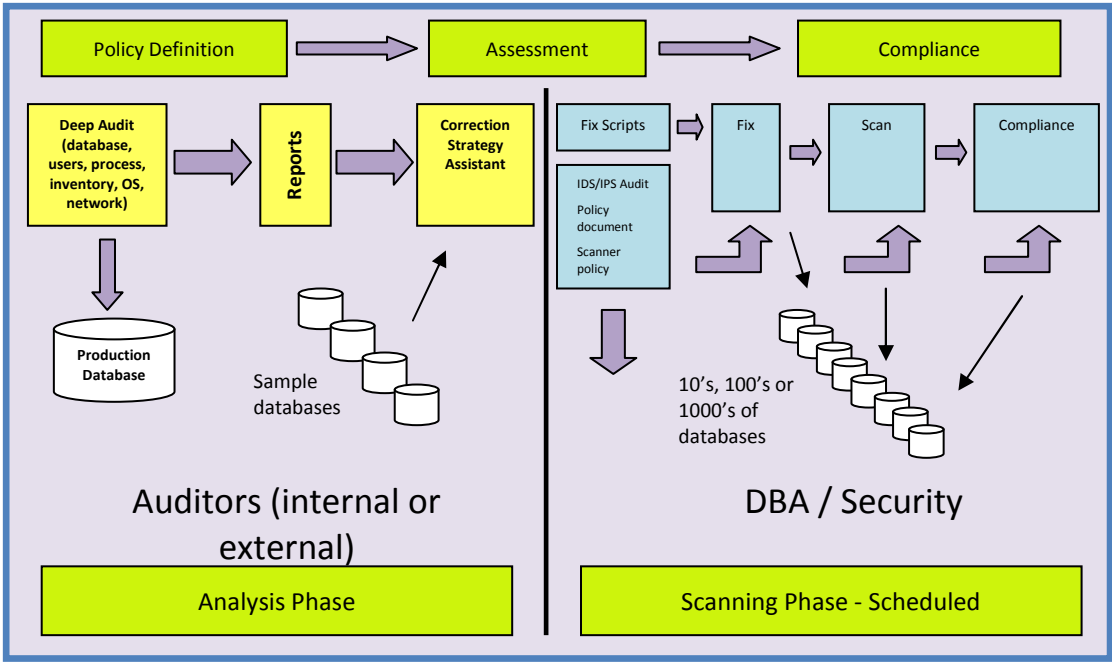 Policy Definition
Assessment
Compliance
Deep Audit
(database,
users, process,
inventory, OS,
network)
Reports
Correction
Strategy
Assistant
Production
Database
Sample
databases
Fix Scripts
Fix
Scan
Compliance
IDS/IPS Audit
Policy
document
Scanner
policy
10's, 100's or
1000's of
databases
Auditors (internal or
external)
DBA / Security
Analysis Phase
Scanning Phase - Scheduled